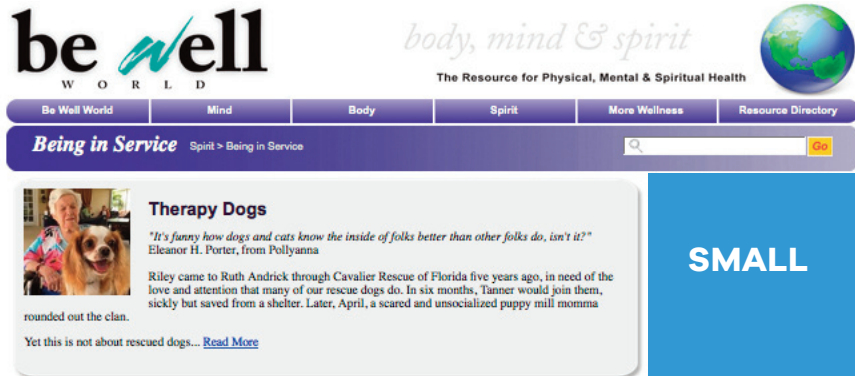 be well
WORLD
body, mind & spirit
The Resource for Physical, Mental & Spiritual Health
Be Well World Mind Body Spirit More Wellness Resource Directory
Being in Service Spirit > Being in Service Go
Therapy Dogs
"It's funny how dogs and cats know the inside of folks better than other folks do, isn't it?"
Eleanor H. Porter, from Pollyanna
Riley came to Ruth Andrick through Cavalier Rescue of Florida five years ago, in need of the
love and attention that many of our rescue dogs do. In six months, Tanner would join them,
sickly but saved from a shelter. Later, April, a scared and unsocialized puppy mill momma
rounded out the clan.
Yet this is not about rescued dogs... Read More
SMALL